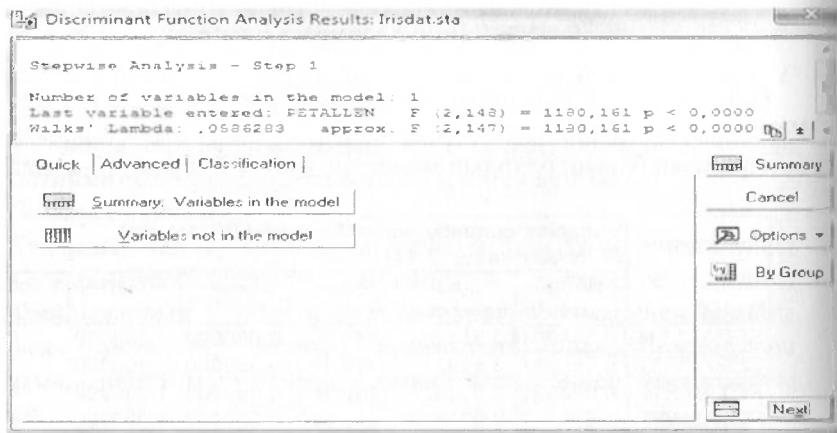 Discriminant Function Analysis Results: Irisdat.sta
Stepwise Analysis - Step 1
Number of variables in the model: 1
Last variable entered: PETALLEN F (2,148) = 1180,161 p < 0,0000
Wilks' Lambda: ,0586283 approx. F (2,147) = 1180,161 p < 0,0000
Quick Advanced Classification
Summary
Summary: Variables in the model
Cancel
Variables not in the model
Options
By Group
Next